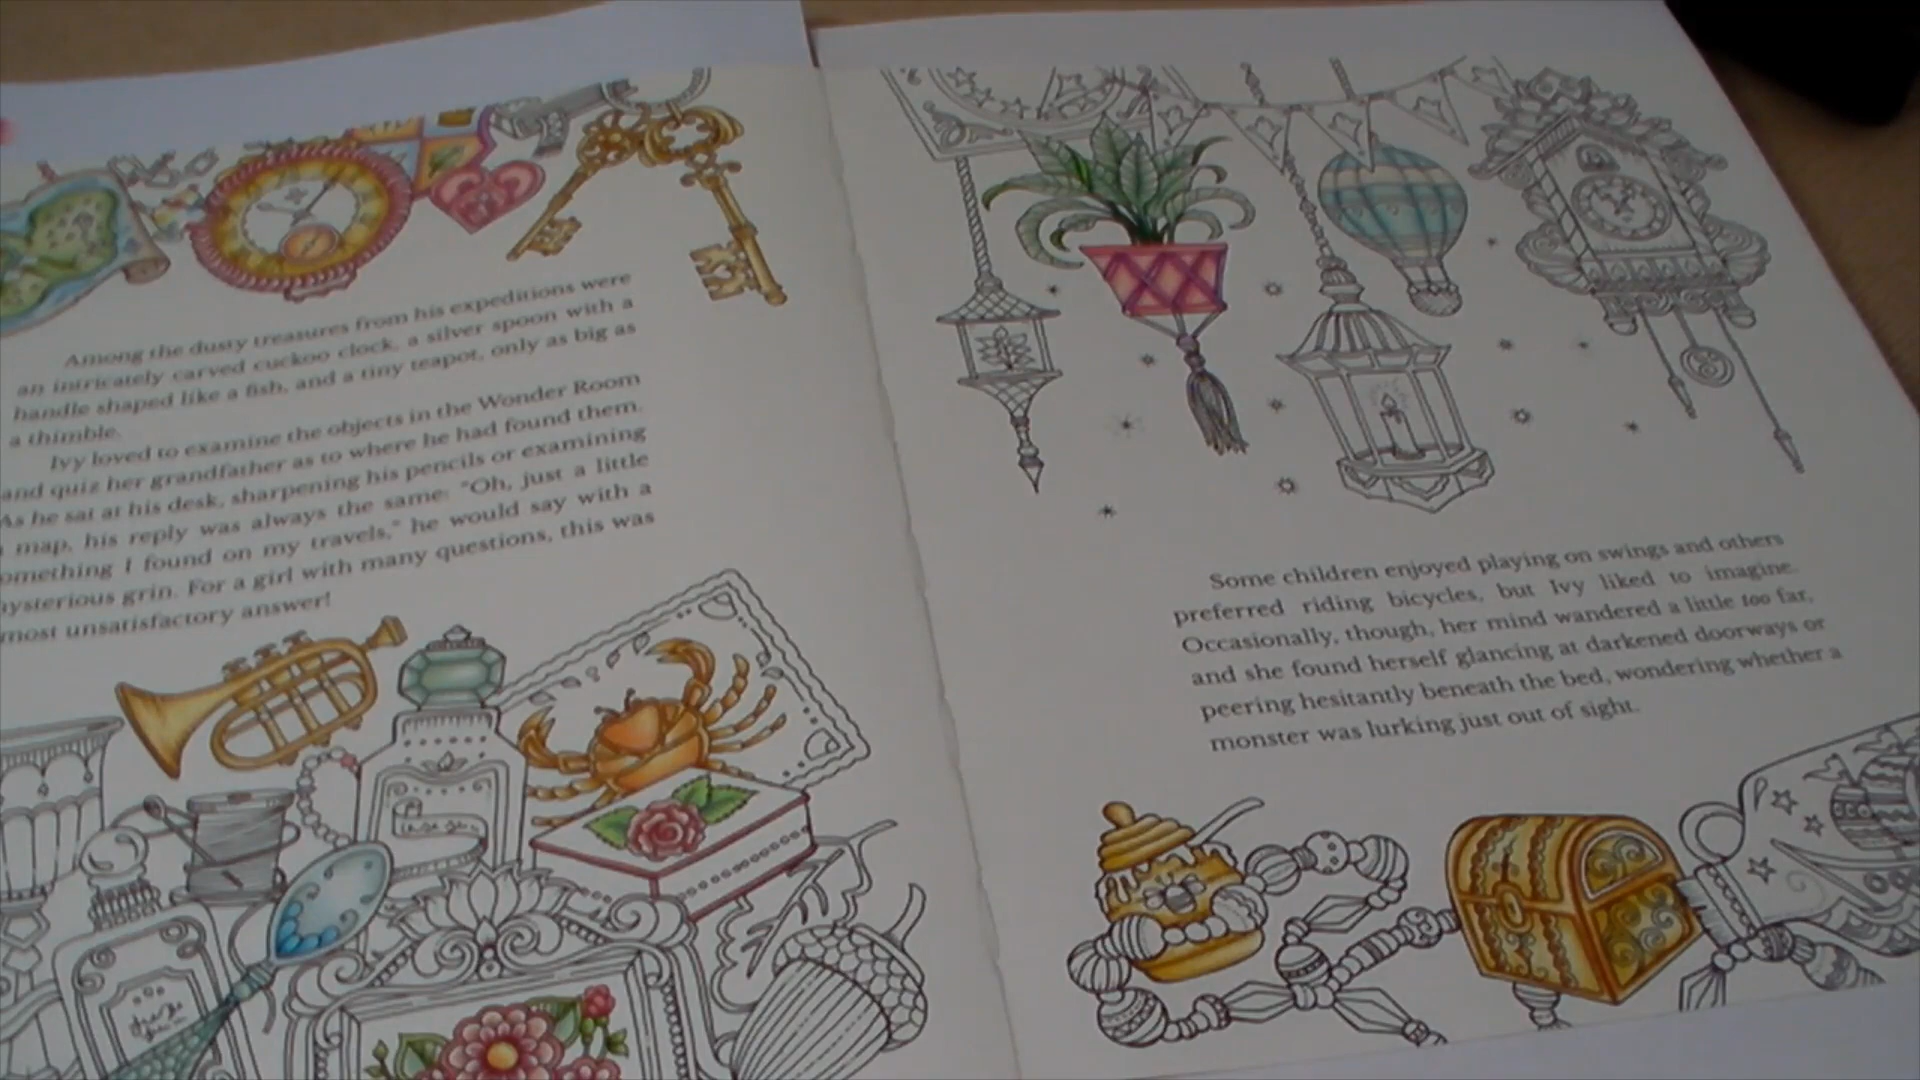 Among the dusty treasures from his expeditions were
an intricately carved cuckoo clock, a silver spoon with a
handle shaped like a fish, and a tiny teapot, only as big as
a thimble.
Ivy loved to examine the objects in the Wonder Room
and quiz her grandfather as to where he had found them.
As he sat at his desk, sharpening his pencils or examining
map, his reply was always the same: "Oh, just a little
omething I found on my travels," he would say with a
ysterious grin. For a girl with many questions, this was
most unsatisfactory answer!
Some children enjoyed playing on swings and others
preferred riding bicycles, but Ivy liked to imagine.
Occasionally, though, her mind wandered a little too far,
and she found herself glancing at darkened doorways or
peering hesitantly beneath the bed, wondering whether a
monster was lurking just out of sight.